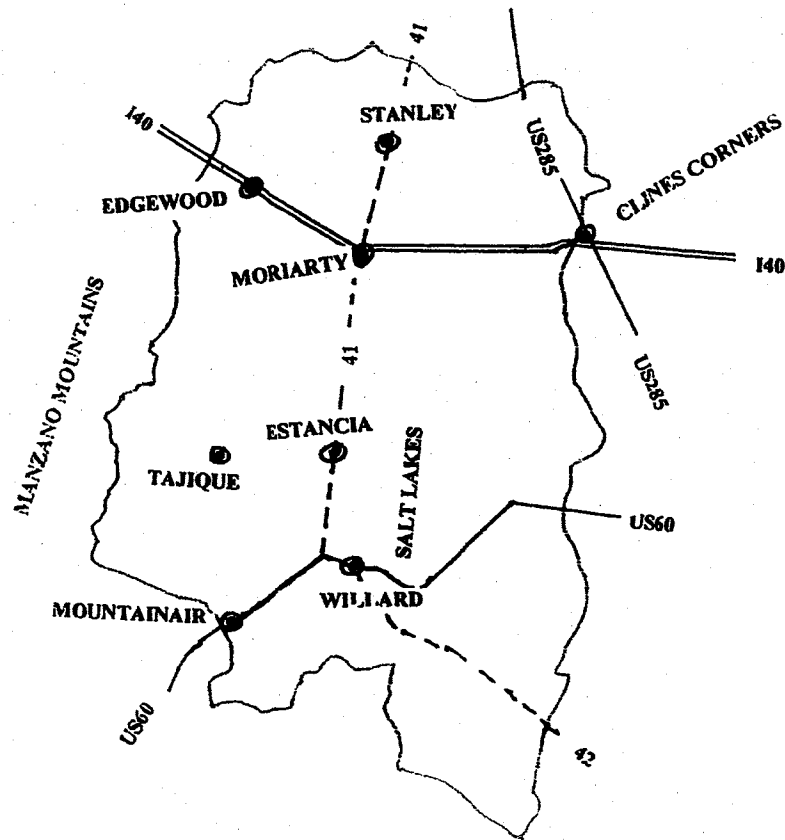 41
STANLEY
I40
US285
CLINES CORNERS
EDGEWOOD
MORIARTY
I40
MANZANO MOUNTAINS
41
US285
ESTANCIA
TAJIQUE
SALT LAKES
US60
WILLARD
MOUNTAINAIR
US60
42